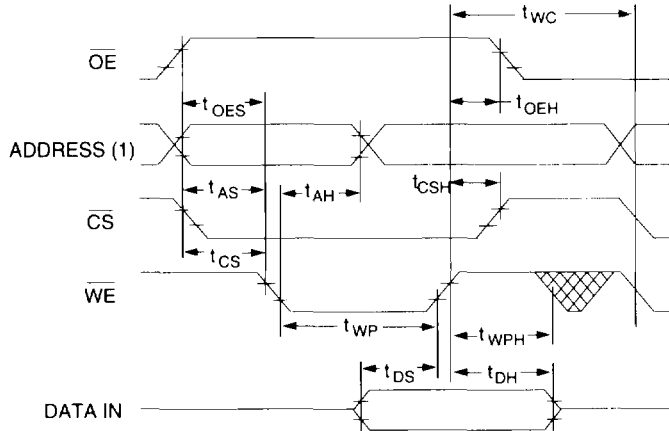 t WC
OE
t OES
t OEH
ADDRESS (1)
t AS
t AH
t CSH
CS
t CS
WE
t WP
t WPH
t DS
t DH
DATA IN